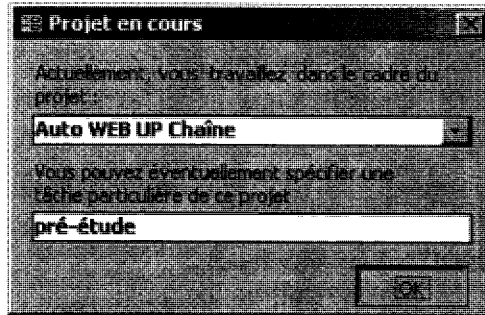 Projet en cours
Actuellement, vous travaillez dans le cadre du
projet :
Auto WEB UP Chaîne
Vous pouvez éventuellement spécifier une
tâche particulière de ce projet
pré-étude
OK